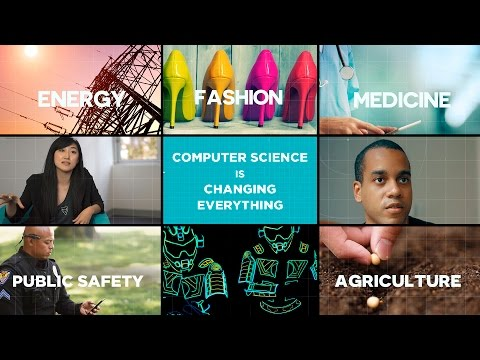 ENERGY
FASHION
MEDICINE
COMPUTER SCIENCE
IS
CHANGING
EVERYTHING
PUBLIC SAFETY
AGRICULTURE